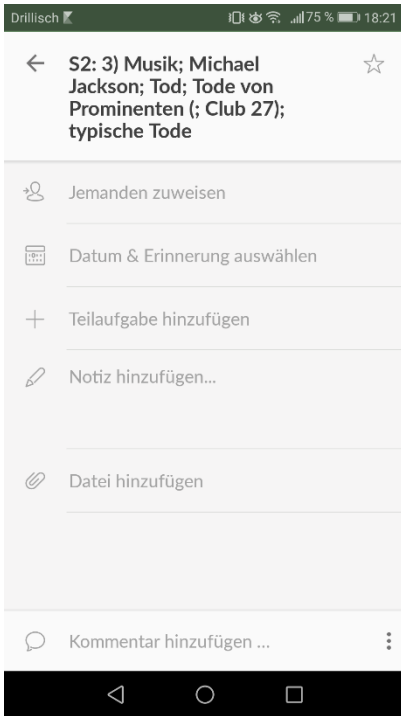 Drillisch 75 % 18:21
S2: 3) Musik; Michael
Jackson; Tod; Tode von
Prominenten (; Club 27);
typische Tode
Jemanden zuweisen
Datum & Erinnerung auswählen
Teilaufgabe hinzufügen
Notiz hinzufügen...
Datei hinzufügen
Kommentar hinzufügen ...